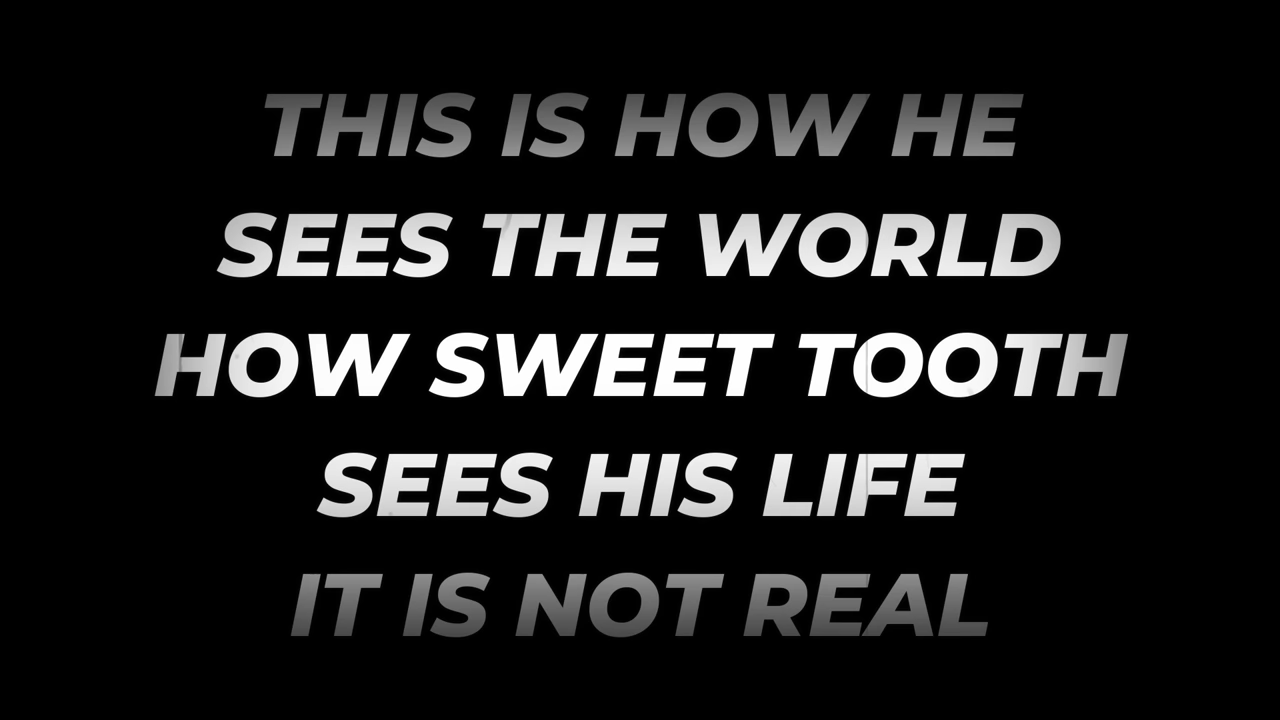 THIS IS HOW HE
SEES THE WORLD
HOW SWEET TOOTH
SEES HIS LIFE
IT IS NOT REAL